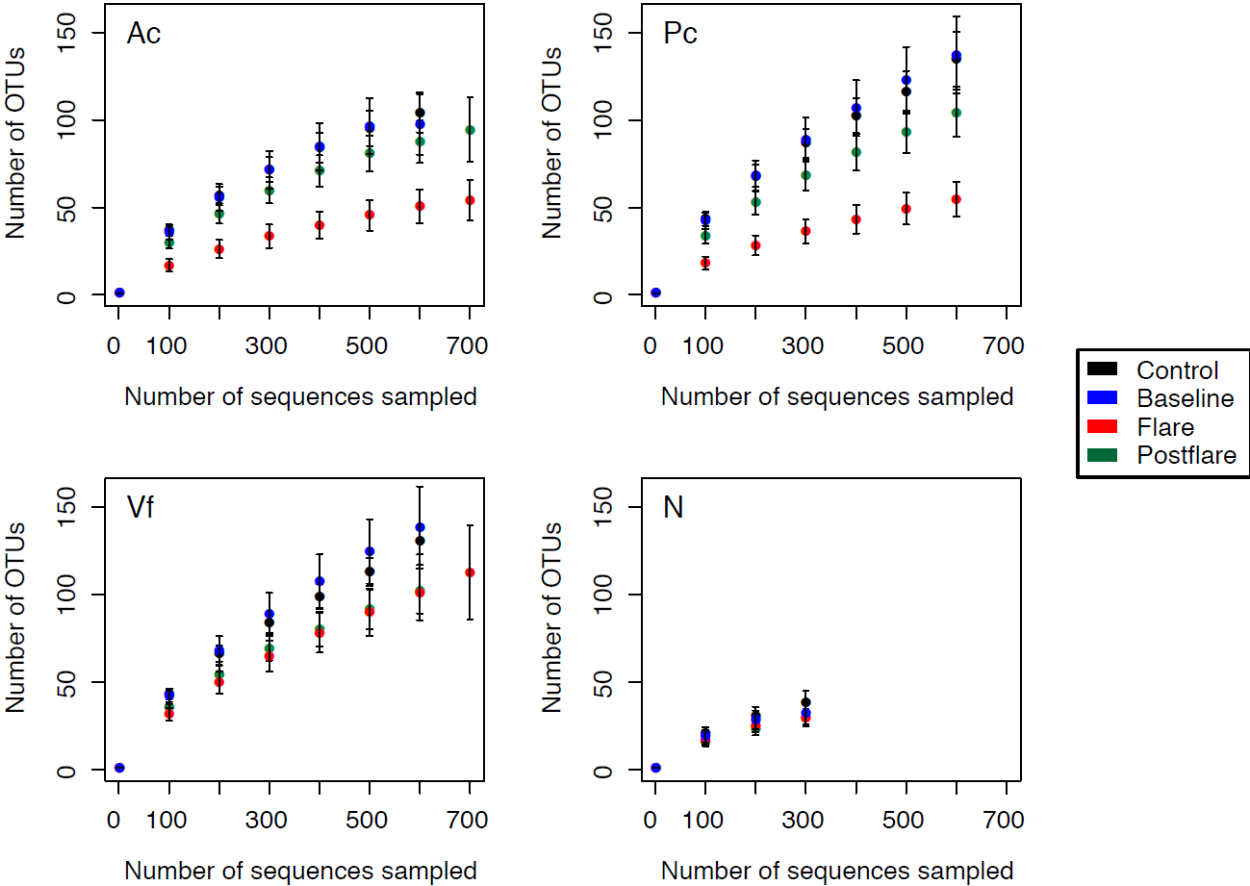 Ac
Number of OTUs
150
100
50
0
0 100 300 500 700
Number of sequences sampled
Pc
Number of OTUs
150
100
50
0
0 100 300 500 700
Number of sequences sampled
Control
Baseline
Flare
Postflare
Vf
Number of OTUs
150
100
50
0
0 100 300 500 700
Number of sequences sampled
N
Number of OTUs
150
100
50
0
0 100 300 500 700
Number of sequences sampled